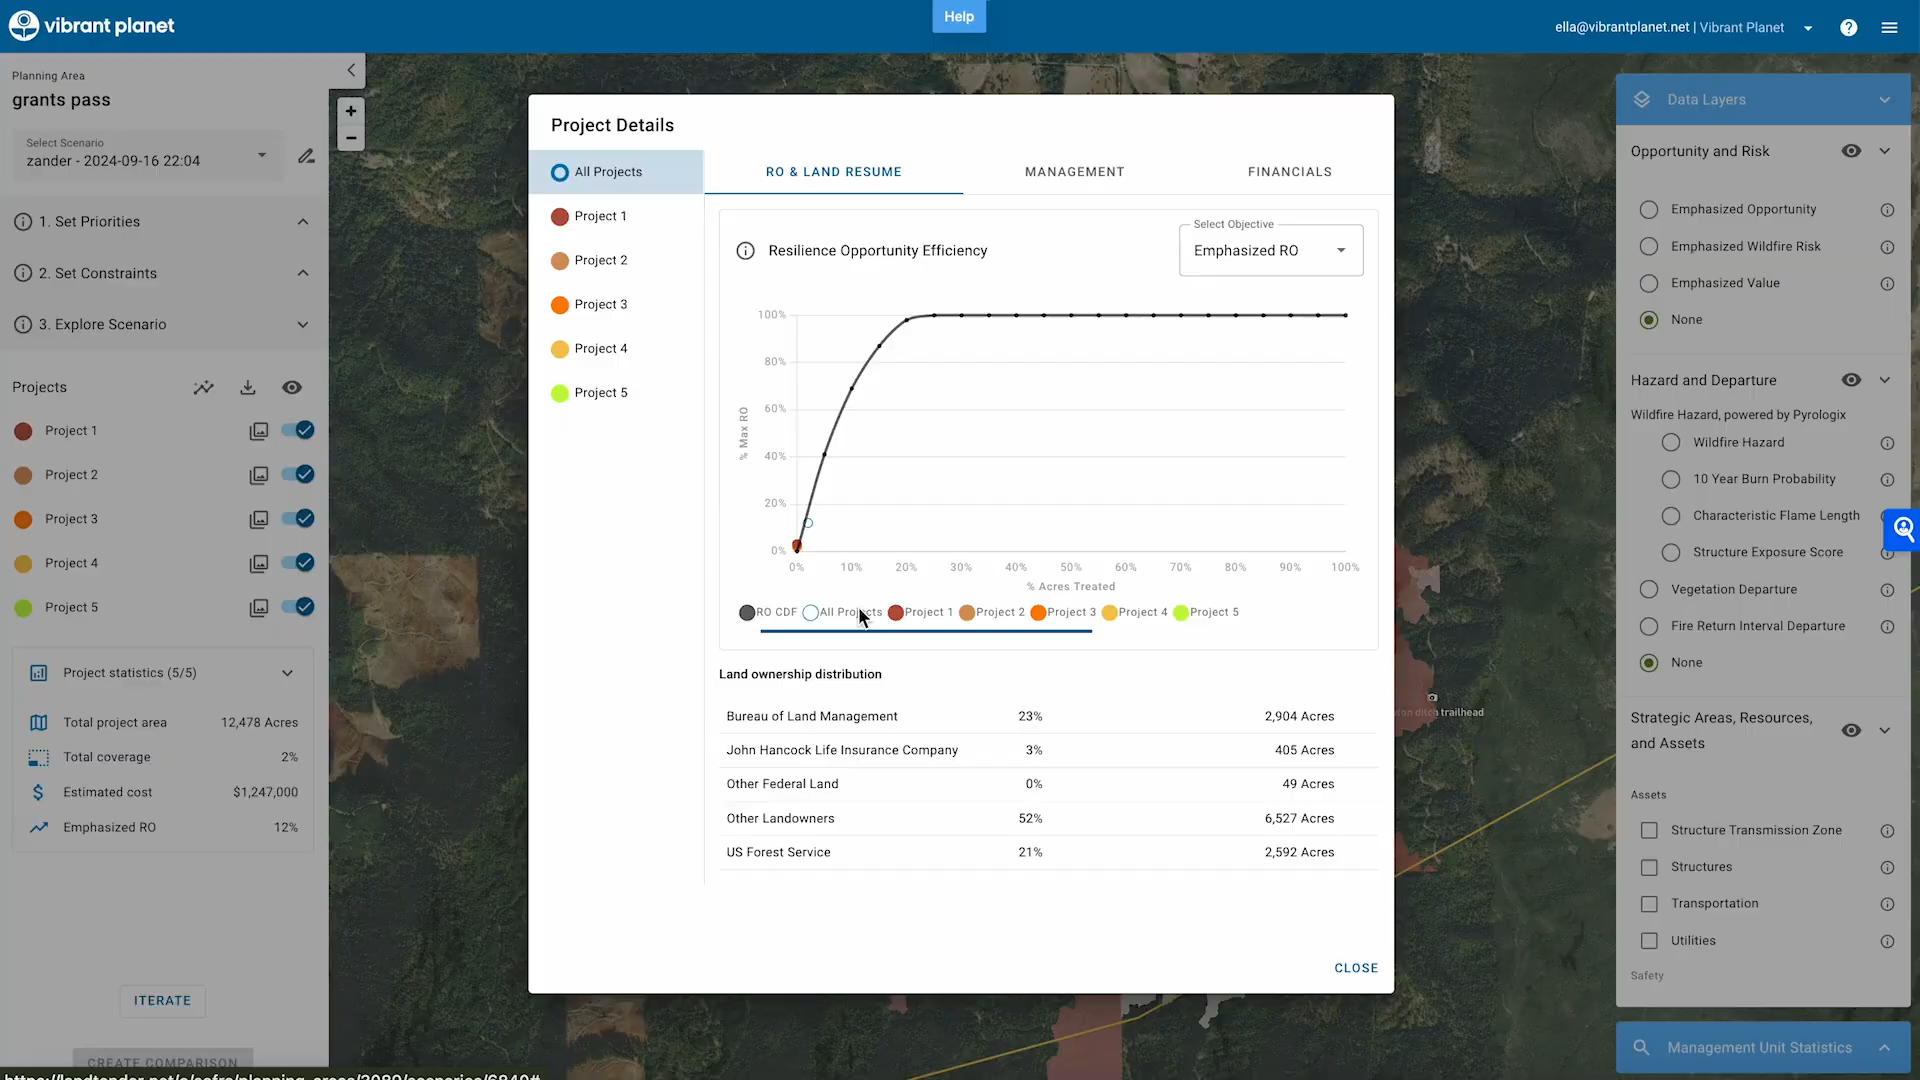 vibrant planet
Help
ella@vibrantplanet.net | Vibrant Planet
?
Planning Area
grants pass
Select Scenario
zander - 2024-09-16 22:04
1. Set Priorities
2. Set Constraints
3. Explore Scenario
Projects
Project 1
Project 2
Project 3
Project 4
Project 5
Project statistics (5/5)
Total project area 12,478 Acres
Total coverage 2%
Estimated cost $1,247,000
Emphasized RO 12%
ITERATE
CREATE COMPARISON
+
−
Project Details
All Projects
Project 1
Project 2
Project 3
Project 4
Project 5
RO & LAND RESUME MANAGEMENT FINANCIALS
Resilience Opportunity Efficiency
Select Objective
Emphasized RO
% Max RO
100%
80%
60%
40%
20%
0%
0% 10% 20% 30% 40% 50% 60% 70% 80% 90% 100%
% Acres Treated
RO CDF All Projects Project 1 Project 2 Project 3 Project 4 Project 5
Land ownership distribution
Bureau of Land Management 23% 2,904 Acres
John Hancock Life Insurance Company 3% 405 Acres
Other Federal Land 0% 49 Acres
Other Landowners 52% 6,527 Acres
US Forest Service 21% 2,592 Acres
CLOSE
ditch trailhead
Data Layers
Opportunity and Risk
Emphasized Opportunity
Emphasized Wildfire Risk
Emphasized Value
None
Hazard and Departure
Wildfire Hazard, powered by Pyrologix
Wildfire Hazard
10 Year Burn Probability
Characteristic Flame Length
Structure Exposure Score
Vegetation Departure
Fire Return Interval Departure
None
Strategic Areas, Resources,
and Assets
Assets
Structure Transmission Zone
Structures
Transportation
Utilities
Safety
Management Unit Statistics